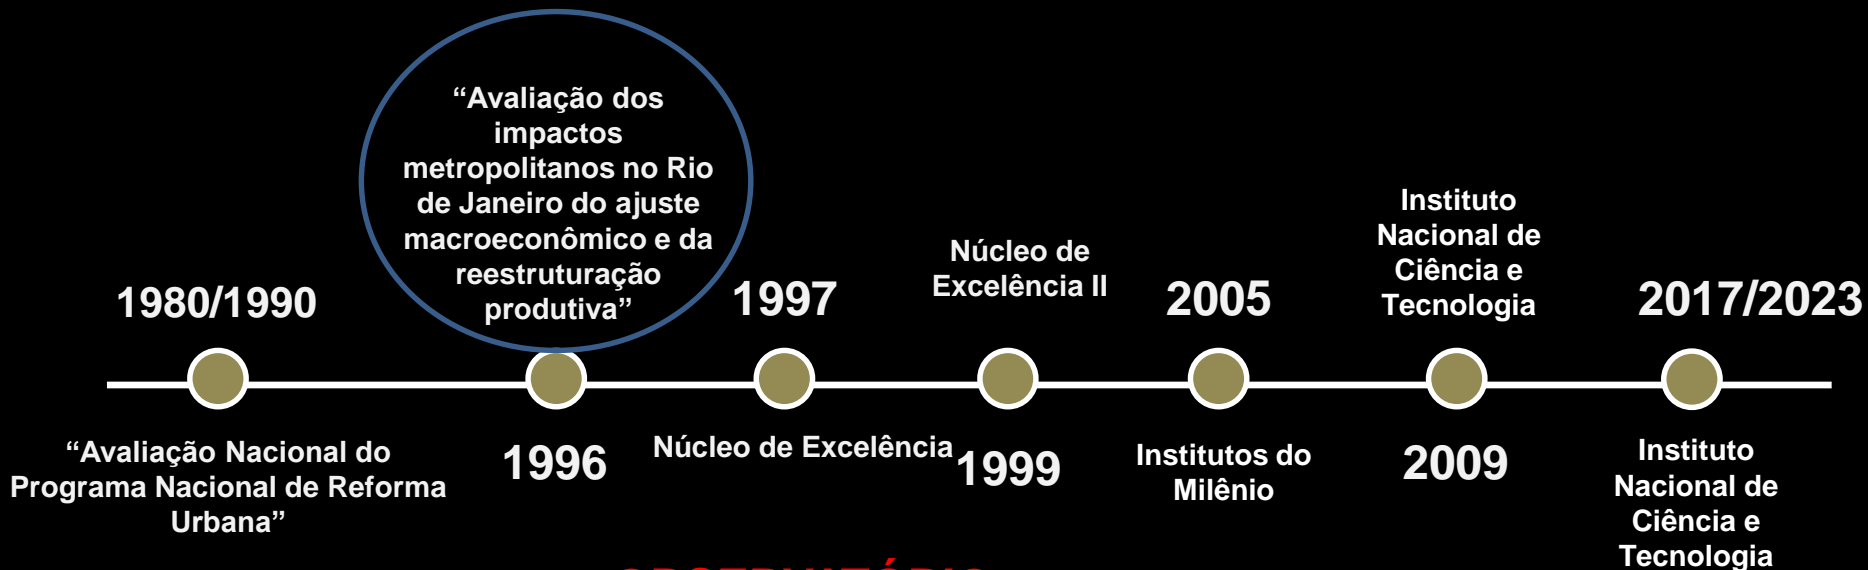 “Avaliação dos
impactos
metropolitanos no Rio
de Janeiro do ajuste
macroeconômico e da
reestruturação
produtiva”
1980/1990
1997
Núcleo de
Excelência II
2005
Instituto
Nacional de
Ciência e
Tecnologia
2017/2023
“Avaliação Nacional do
Programa Nacional de Reforma
Urbana”
1996
Núcleo de Excelência
1999
Institutos do
Milênio
2009
Instituto
Nacional de
Ciência e
Tecnologia